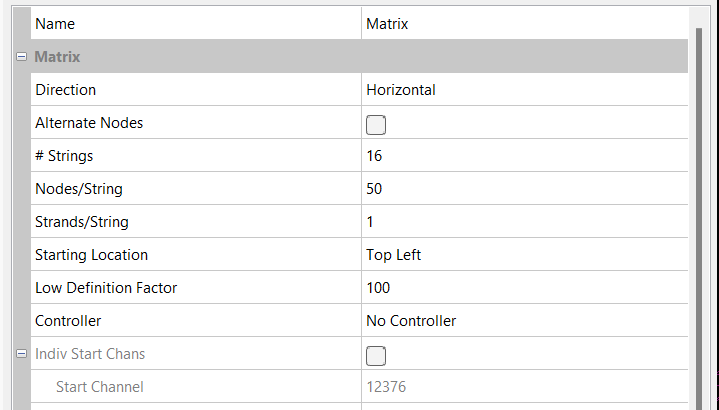 Name Matrix
Matrix
Direction Horizontal
Alternate Nodes
# Strings 16
Nodes/String 50
Strands/String 1
Starting Location Top Left
Low Definition Factor 100
Controller No Controller
Indiv Start Chans
Start Channel 12376